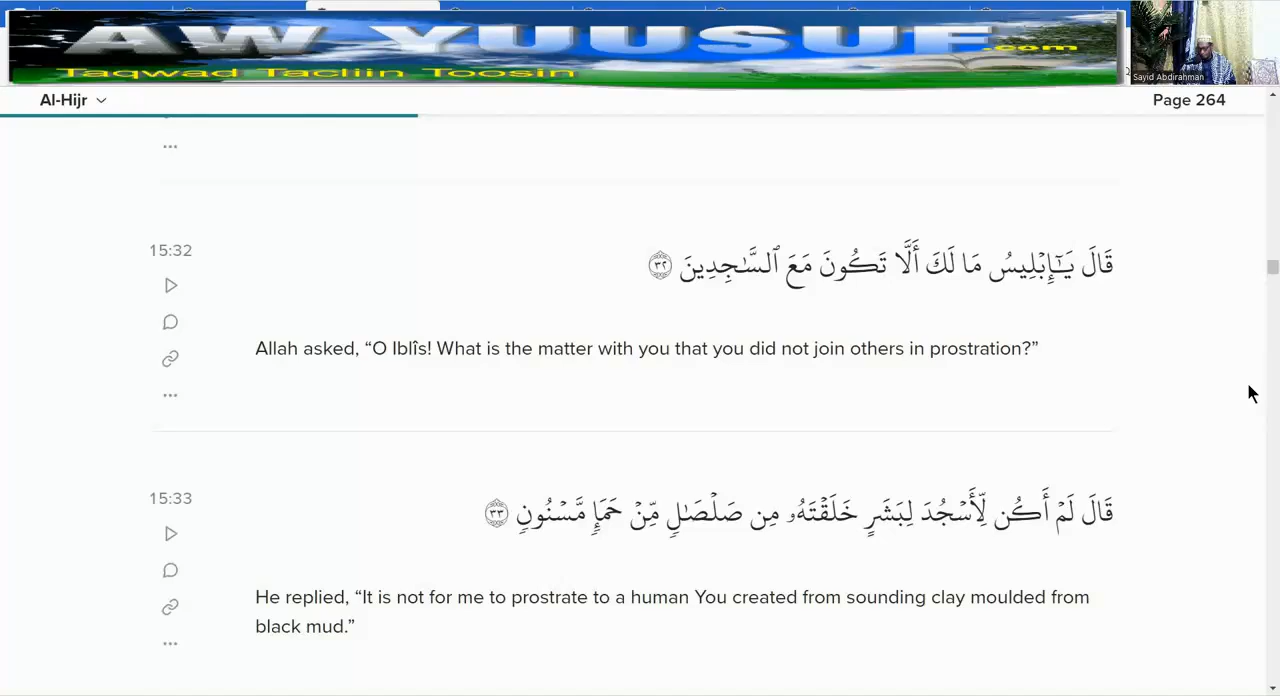 AW YUUSUF.com
Taqwad Tacliin Toosin
Sayid Abdirahman
Al-Hijr
Page 264
15:32
قَالَ يَـٰٓإِبْلِيسُ مَا لَكَ أَلَّا تَكُونَ مَعَ ٱلسَّـٰجِدِينَ ٣٢
Allah asked, “O Iblîs! What is the matter with you that you did not join others in prostration?”
15:33
قَالَ لَمْ أَكُن لِّأَسْجُدَ لِبَشَرٍ خَلَقْتَهُۥ مِن صَلْصَـٰلٍ مِّنْ حَمَإٍ مَّسْنُونٍ ٣٣
He replied, “It is not for me to prostrate to a human You created from sounding clay moulded from
black mud.”